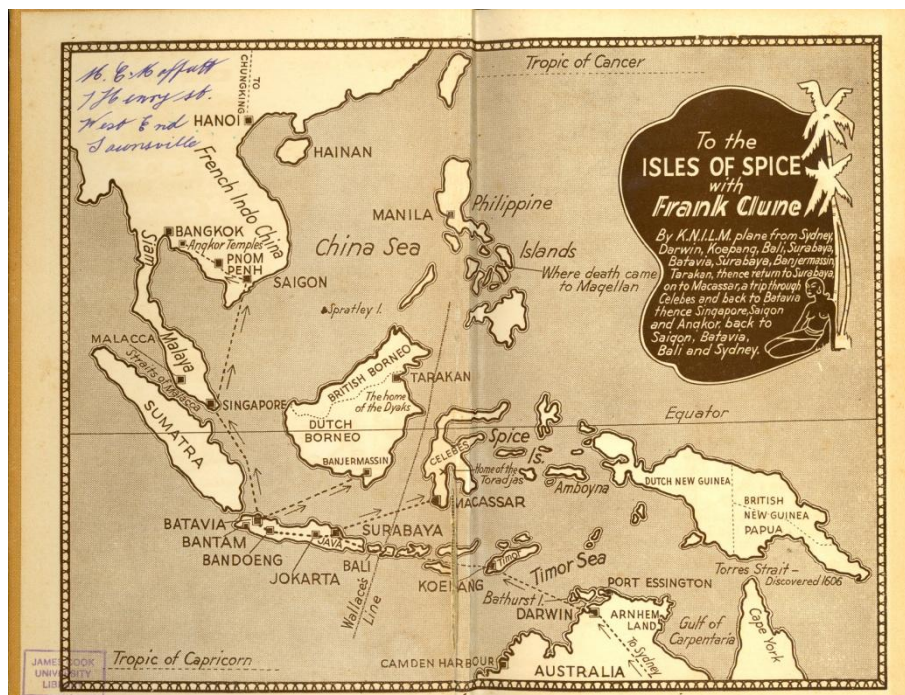 M. E. Moffatt
7 Henry st.
West End
Townsville
TO
CHUNGKING
HANOI
HAINAN
French Indo China
Tropic of Cancer
To the
ISLES OF SPICE
with
Frank Clune
By K.N.I.L.M. plane from Sydney,
Darwin, Koepang, Bali, Surabaya,
Batavia, Surabaya, Banjermassin,
Tarakan, thence return to Surabaya,
on to Macassar, a trip through
Celebes and back to Batavia
thence Singapore, Saigon
and Angkor, back to
Saigon, Batavia,
Bali and Sydney.
Siam
BANGKOK
Angkor Temples
PNOM
PENH
SAIGON
China Sea
MANILA
Philippine
Islands
Where death came
to Magellan
Spratley I.
MALACCA
Malaya
Straits of Malacca
SINGAPORE
SUMATRA
BRITISH BORNEO
TARAKAN
The home
of the Dyaks
DUTCH
BORNEO
BANJERMASSIN
Equator
CELEBES
Spice
Is.
Home of the
Toradjas
Amboyna
MACASSAR
DUTCH NEW GUINEA
BRITISH
NEW GUINEA
PAPUA
BATAVIA
BANTAM
BANDOENG
JOKARTA
JAVA
SURABAYA
BALI
Wallace's
Line
KOEPANG
Timor
Timor Sea
Torres Strait -
Discovered 1606
Bathurst I.
PORT ESSINGTON
DARWIN
ARNHEM
LAND
Gulf of
Carpentaria
Cape York
To Sydney
CAMDEN HARBOUR
AUSTRALIA
Tropic of Capricorn
JAMES COOK
UNIVERSITY
LIBRARY